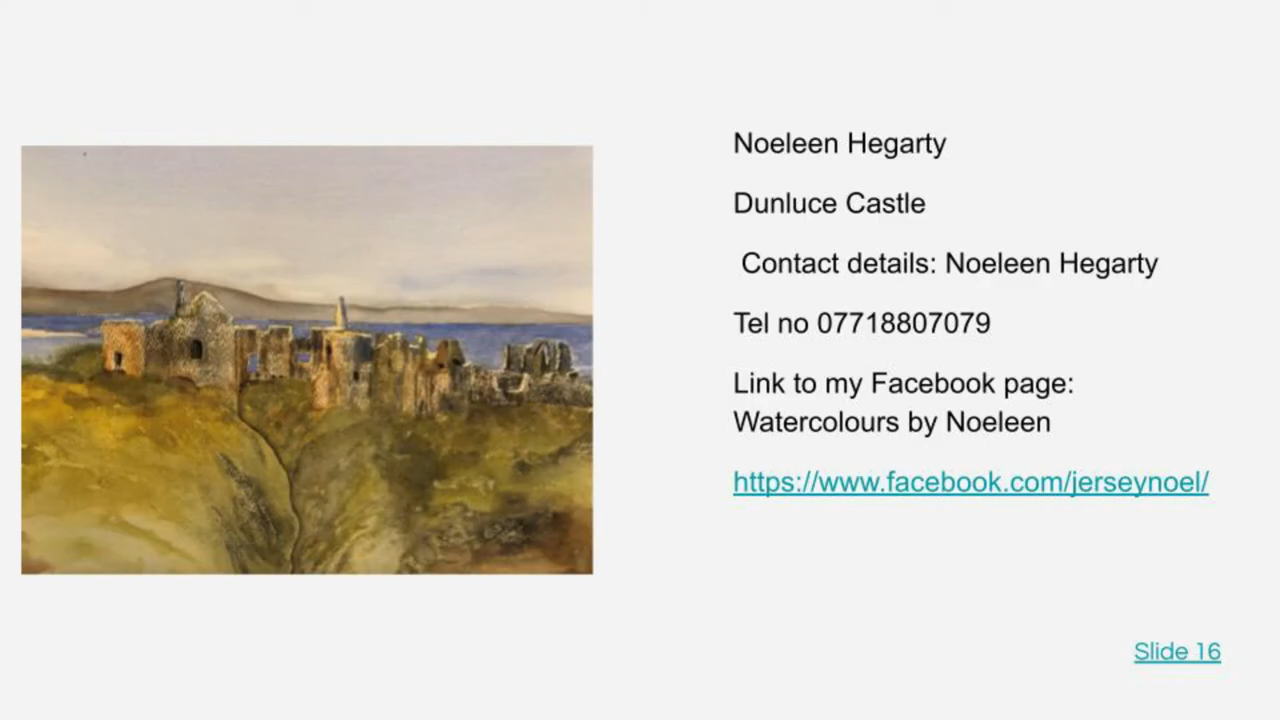 Noeleen Hegarty
Dunluce Castle
Contact details: Noeleen Hegarty
Tel no 07718807079
Link to my Facebook page:
Watercolours by Noeleen
https://www.facebook.com/jerseynoel/
Slide 16